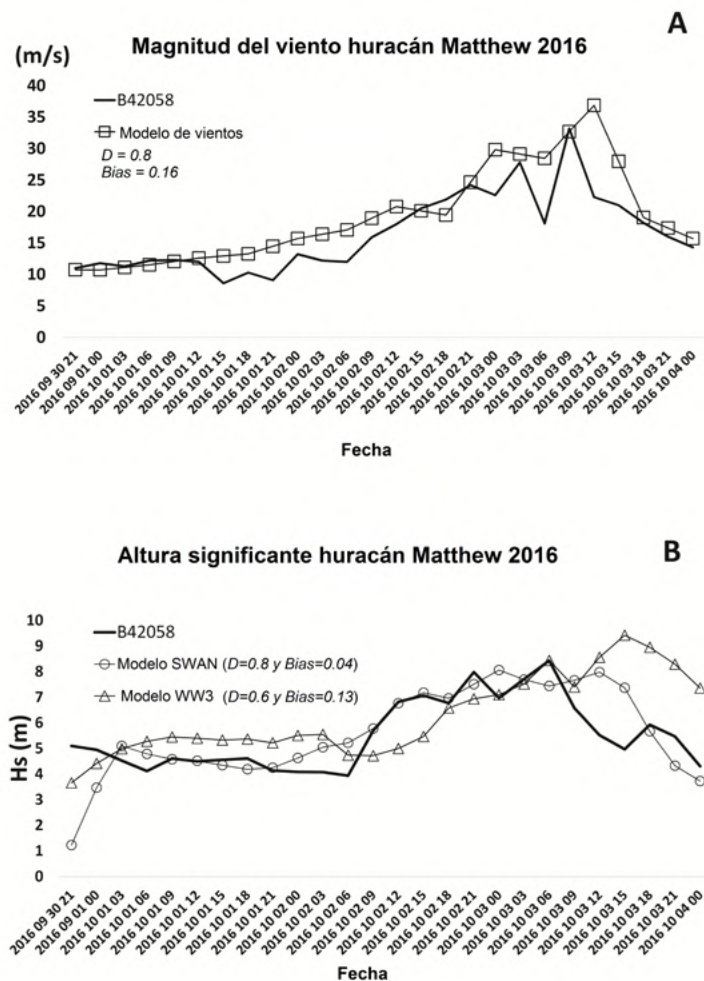 A
Magnitud del viento huracán Matthew 2016
(m/s)
40
35
30
25
20
15
10
5
0
B42058
Modelo de vientos
D = 0.8
Bias = 0.16
2016 09 30 21
2016 09 01 00
2016 10 01 03
2016 10 01 06
2016 10 01 09
2016 10 01 12
2016 10 01 15
2016 10 01 18
2016 10 01 21
2016 10 02 00
2016 10 02 03
2016 10 02 06
2016 10 02 09
2016 10 02 12
2016 10 02 15
2016 10 02 18
2016 10 02 21
2016 10 03 00
2016 10 03 03
2016 10 03 06
2016 10 03 09
2016 10 03 12
2016 10 03 15
2016 10 03 18
2016 10 03 21
2016 10 04 00
Fecha
B
Altura significante huracán Matthew 2016
Hs (m)
10
9
8
7
6
5
4
3
2
1
0
B42058
Modelo SWAN (D=0.8 y Bias=0.04)
Modelo WW3 (D=0.6 y Bias=0.13)
2016 09 30 21
2016 09 01 00
2016 10 01 03
2016 10 01 06
2016 10 01 09
2016 10 01 12
2016 10 01 15
2016 10 01 18
2016 10 01 21
2016 10 02 00
2016 10 02 03
2016 10 02 06
2016 10 02 09
2016 10 02 12
2016 10 02 15
2016 10 02 18
2016 10 02 21
2016 10 03 00
2016 10 03 03
2016 10 03 06
2016 10 03 09
2016 10 03 12
2016 10 03 15
2016 10 03 18
2016 10 03 21
2016 10 04 00
Fecha